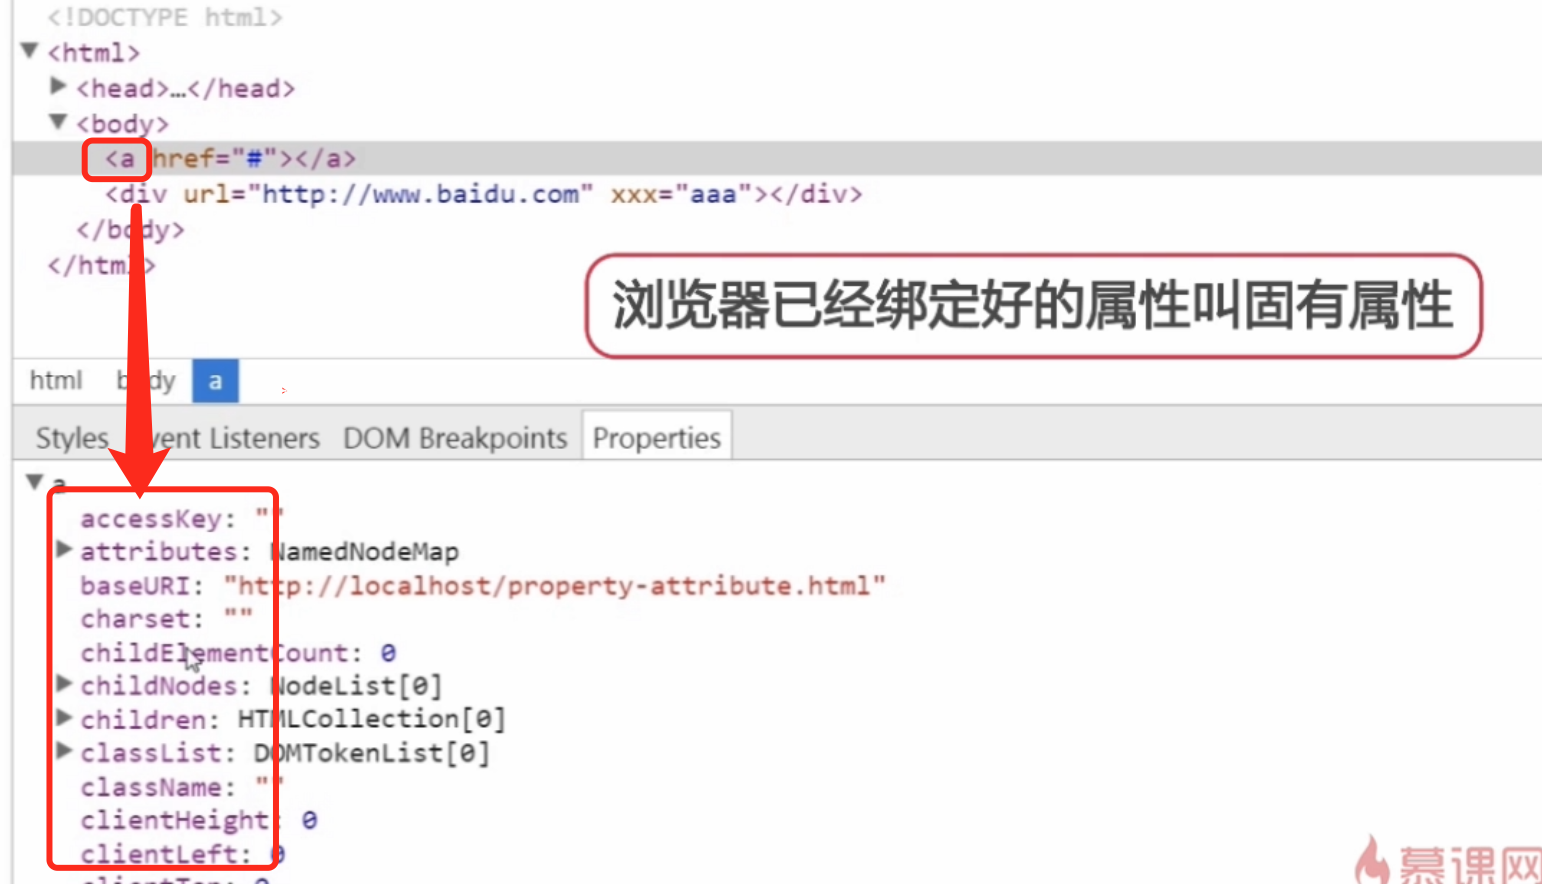 <!DOCTYPE html>
<html>
<head>…</head>
<body>
<a href="#"></a>
<div url="http://www.baidu.com" xxx="aaa"></div>
</body>
</html>
浏览器已经绑定好的属性叫固有属性
html body a
>
Styles Event Listeners DOM Breakpoints Properties
a
accessKey: ""
attributes: NamedNodeMap
baseURI: "http://localhost/property-attribute.html"
charset: ""
childElementCount: 0
childNodes: NodeList[0]
children: HTMLCollection[0]
classList: DOMTokenList[0]
className: ""
clientHeight: 0
clientLeft: 0
clientTop: 0
慕课网